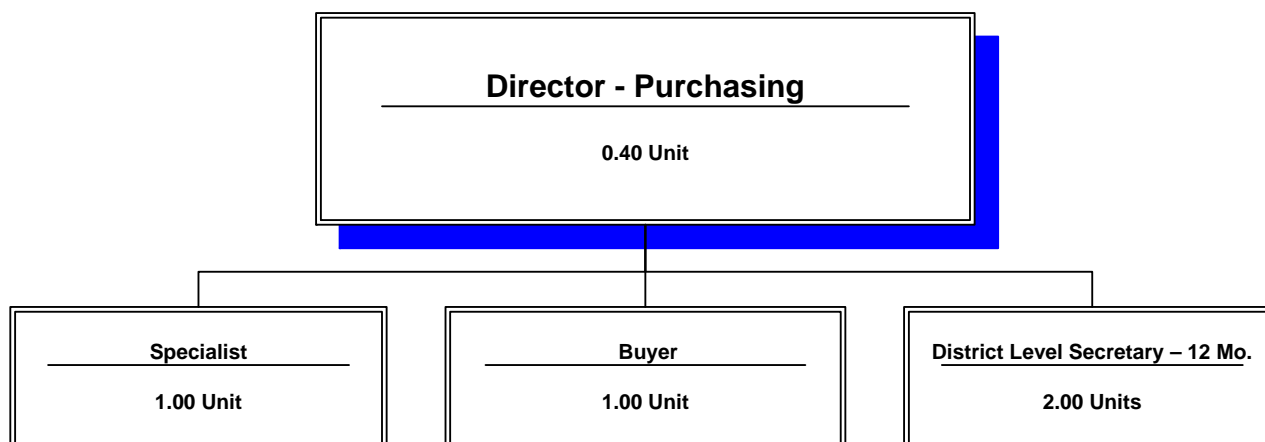 Director - Purchasing
0.40 Unit
Specialist
1.00 Unit
Buyer
1.00 Unit
District Level Secretary – 12 Mo.
2.00 Units